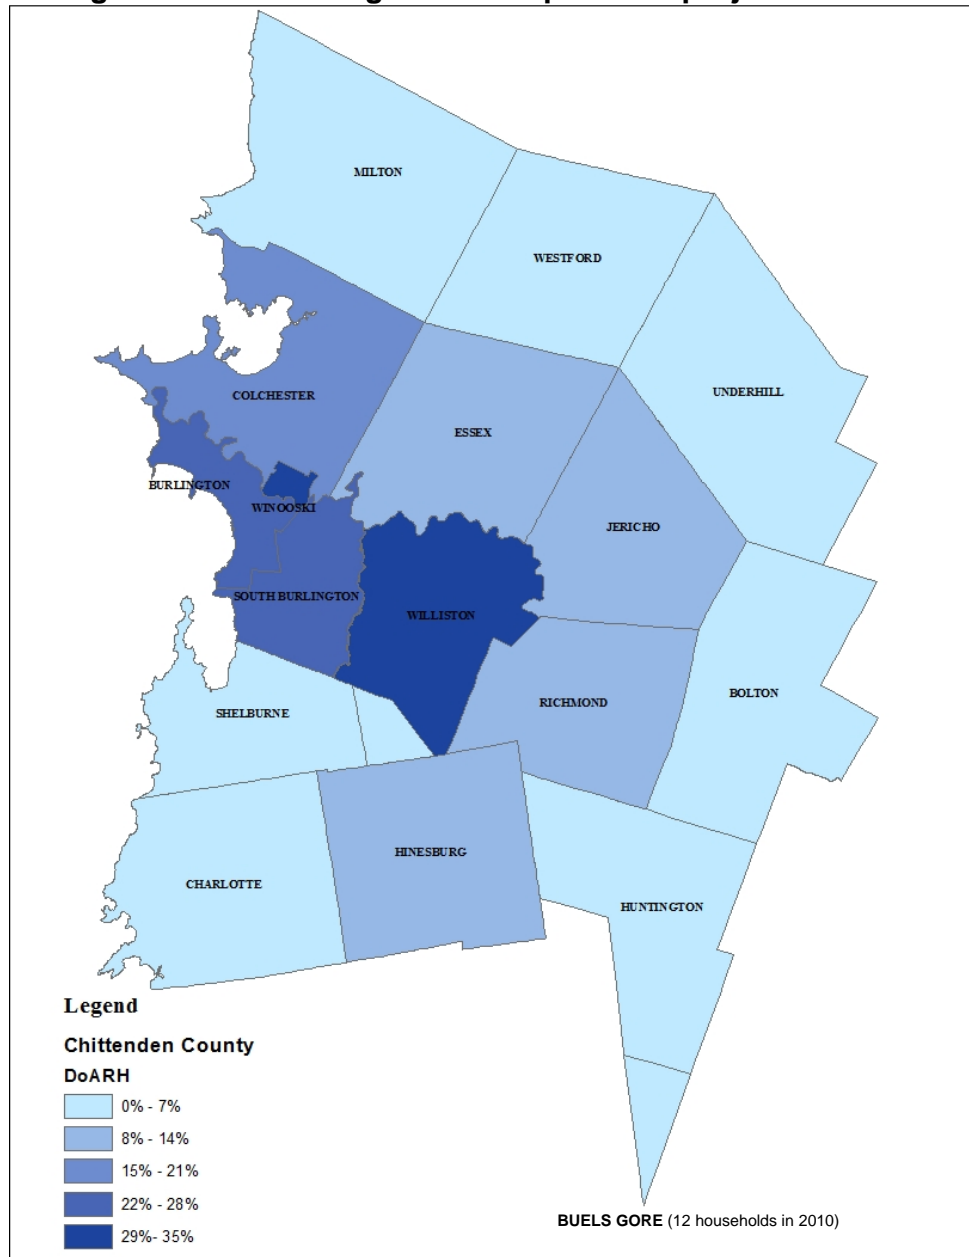 MILTON
WESTFORD
UNDERHILL
COLCHESTER
ESSEX
BURLINGTON
WINOOSKI
JERICHO
SOUTH BURLINGTON
WILLISTON
BOLTON
RICHMOND
SHELBURNE
HINESBURG
CHARLOTTE
HUNTINGTON
Legend
Chittenden County
DoARH
0% - 7%
8% - 14%
15% - 21%
22% - 28%
29%- 35%
BUELS GORE (12 households in 2010)